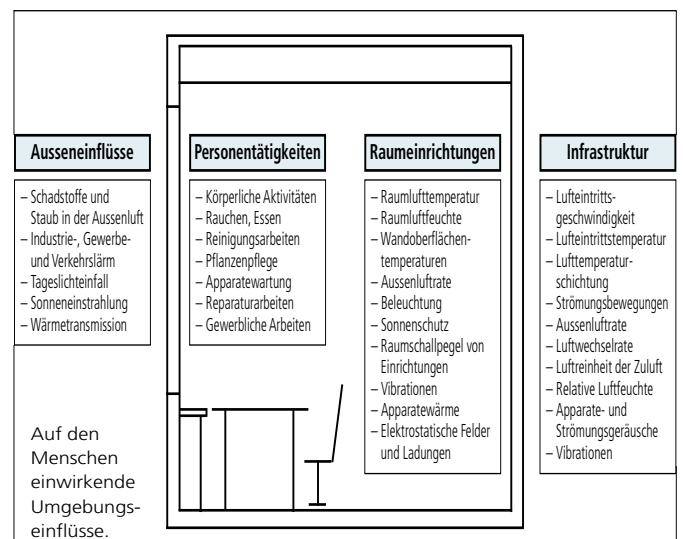 Ausseneinflüsse
– Schadstoffe und
Staub in der Aussenluft
– Industrie-, Gewerbe-
und Verkehrslärm
– Tageslichteinfall
– Sonneneinstrahlung
– Wärmetransmission
Personentätigkeiten
– Körperliche Aktivitäten
– Rauchen, Essen
– Reinigungsarbeiten
– Pflanzenpflege
– Apparatewartung
– Reparaturarbeiten
– Gewerbliche Arbeiten
Raumeinrichtungen
– Raumlufttemperatur
– Raumluftfeuchte
– Wandoberflächen-
temperaturen
– Aussenluftrate
– Beleuchtung
– Sonnenschutz
– Raumschallpegel von
Einrichtungen
– Vibrationen
– Apparatewärme
– Elektrostatische Felder
und Ladungen
Infrastruktur
– Lufteintritts-
geschwindigkeit
– Lufteintrittstemperatur
– Lufttemperatur-
schichtung
– Strömungsbewegungen
– Aussenluftrate
– Luftwechselrate
– Luftreinheit der Zuluft
– Relative Luftfeuchte
– Apparate- und
Strömungsgeräusche
– Vibrationen
Auf den
Menschen
einwirkende
Umgebungs-
einflüsse.